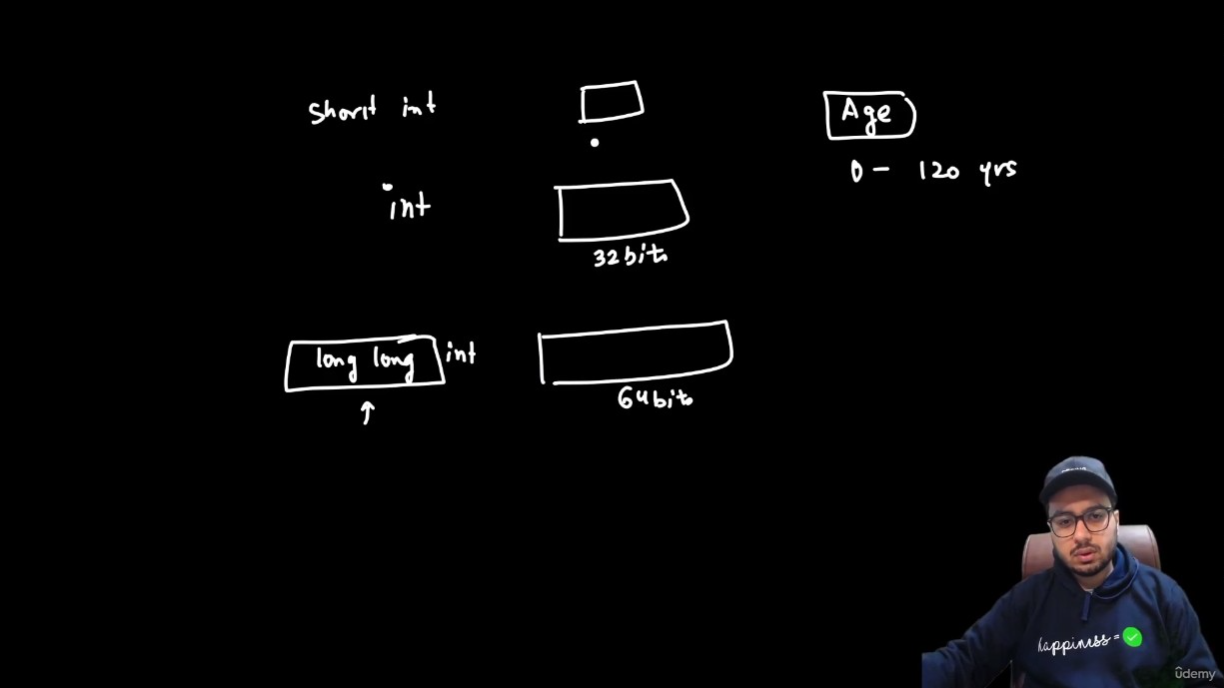 Short int
Age
0 - 120 yrs
int
32 bits
long long int
64 bits
happiness =
ûdemy